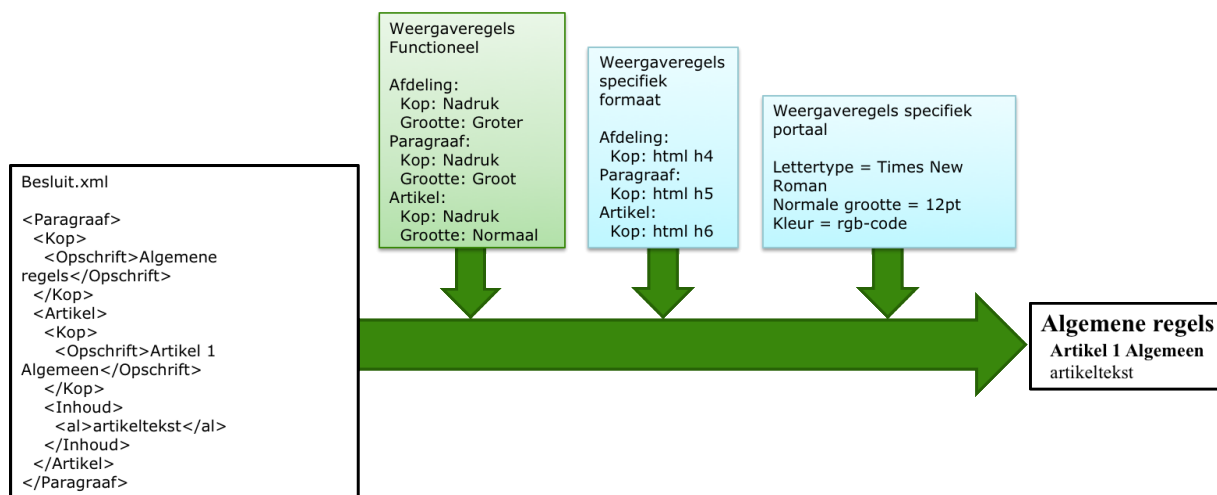 Weergaveregels
Functioneel
Afdeling:
Kop: Nadruk
Grootte: Groter
Paragraaf:
Kop: Nadruk
Grootte: Groot
Artikel:
Kop: Nadruk
Grootte: Normaal
Weergaveregels
specifiek
formaat
Afdeling:
Kop: html h4
Paragraaf:
Kop: html h5
Artikel:
Kop: html h6
Weergaveregels specifiek
portaal
Lettertype = Times New
Roman
Normale grootte = 12pt
Kleur = rgb-code
Besluit.xml
<Paragraaf>
<Kop>
<Opschrift>Algemene
regels</Opschrift>
</Kop>
<Artikel>
<Kop>
<Opschrift>Artikel 1
Algemeen</Opschrift>
</Kop>
<Inhoud>
<al>artikeltekst</al>
</Inhoud>
</Artikel>
</Paragraaf>
Algemene regels
Artikel 1 Algemeen
artikeltekst